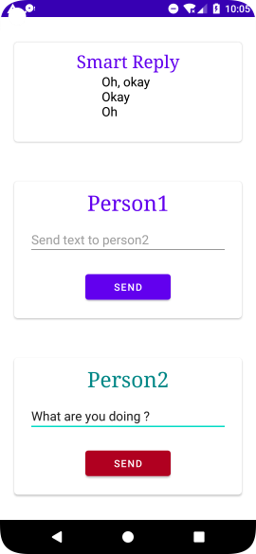 10:05
Smart Reply
Oh, okay
Okay
Oh
Person1
Send text to person2
SEND
Person2
What are you doing ?
SEND